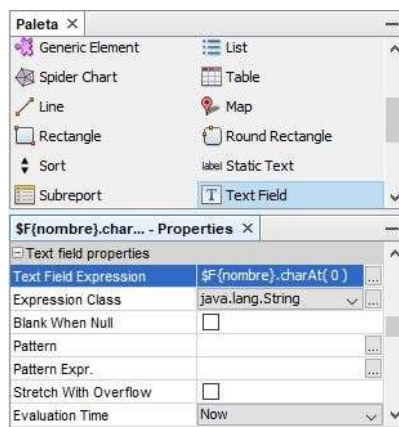 Paleta ×
Generic Element List
Spider Chart Table
Line Map
Rectangle Round Rectangle
Sort label Static Text
Subreport T Text Field
$F{nombre}.char... - Properties ×
Text field properties
Text Field Expression $F{nombre}.charAt( 0 ) ...
Expression Class java.lang.String ...
Blank When Null
Pattern ...
Pattern Expr. ...
Stretch With Overflow
Evaluation Time Now